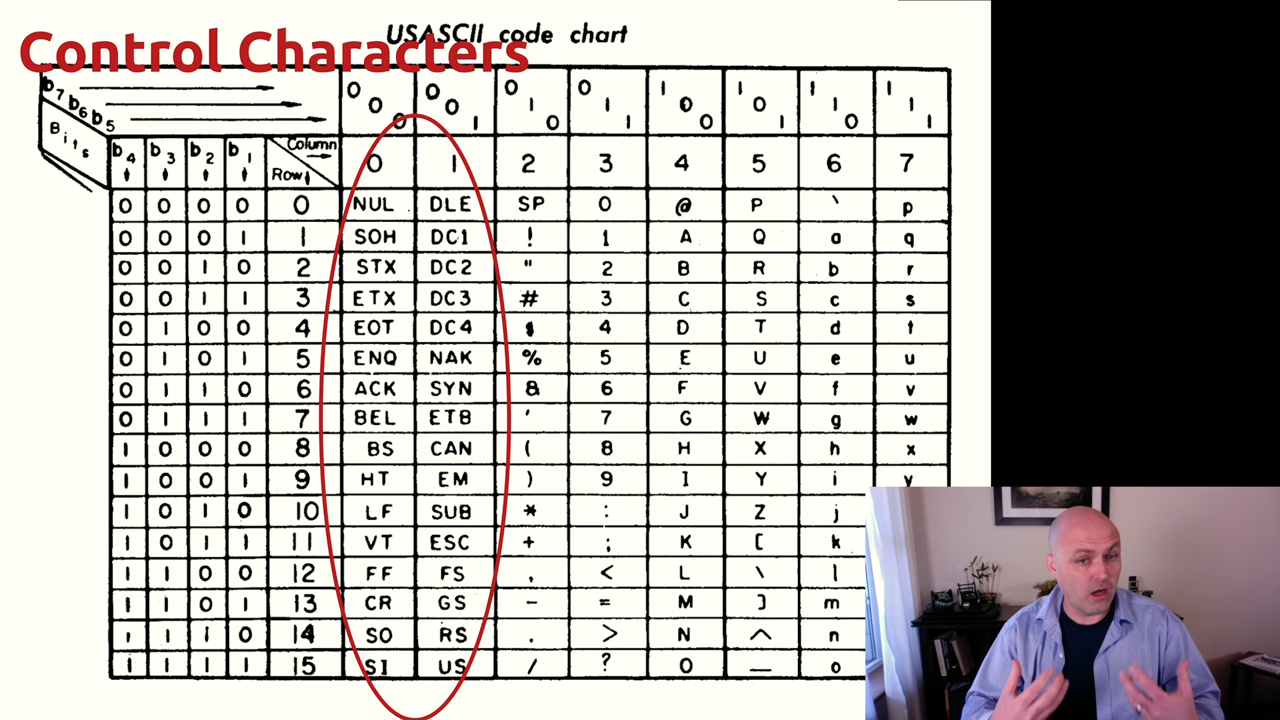 USASCII code chart
Control Characters
b7 b6 b5
Bits
0 0 0 0 0 1 0 1 0 0 1 1 1 0 0 1 0 1 1 1 0 1 1 1
b4 b3 b2 b1 Column Row 0 1 2 3 4 5 6 7
0 0 0 0 0 NUL DLE SP 0 @ P ` p
0 0 0 1 1 SOH DC1 ! 1 A Q a q
0 0 1 0 2 STX DC2 " 2 B R b r
0 0 1 1 3 ETX DC3 # 3 C S c s
0 1 0 0 4 EOT DC4 $ 4 D T d t
0 1 0 1 5 ENQ NAK % 5 E U e u
0 1 1 0 6 ACK SYN & 6 F V f v
0 1 1 1 7 BEL ETB ' 7 G W g w
1 0 0 0 8 BS CAN ( 8 H X h x
1 0 0 1 9 HT EM ) 9 I Y i y
1 0 1 0 10 LF SUB * : J Z j
1 0 1 1 11 VT ESC + ; K [ k
1 1 0 0 12 FF FS , < L \ l
1 1 0 1 13 CR GS - = M ] m
1 1 1 0 14 SO RS . > N ^ n
1 1 1 1 15 SI US / ? O _ o